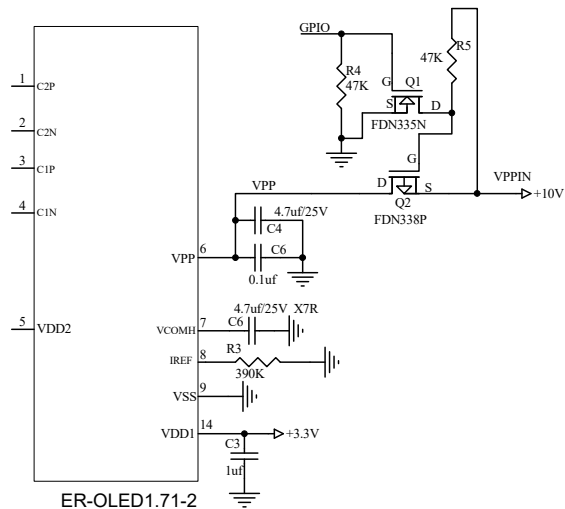 GPIO
R4
47K
G
Q1
S
D
FDN335N
47K
R5
G
VPP
D
S
Q2
FDN338P
VPPIN
+10V
1
C2P
2
C2N
3
C1P
4
C1N
5
VDD2
VPP
6
4.7uf/25V
C4
C6
0.1uf
VCOMH
7
4.7uf/25V X7R
C6
IREF
8
R3
390K
VSS
9
VDD1
14
+3.3V
C3
1uf
ER-OLED1.71-2